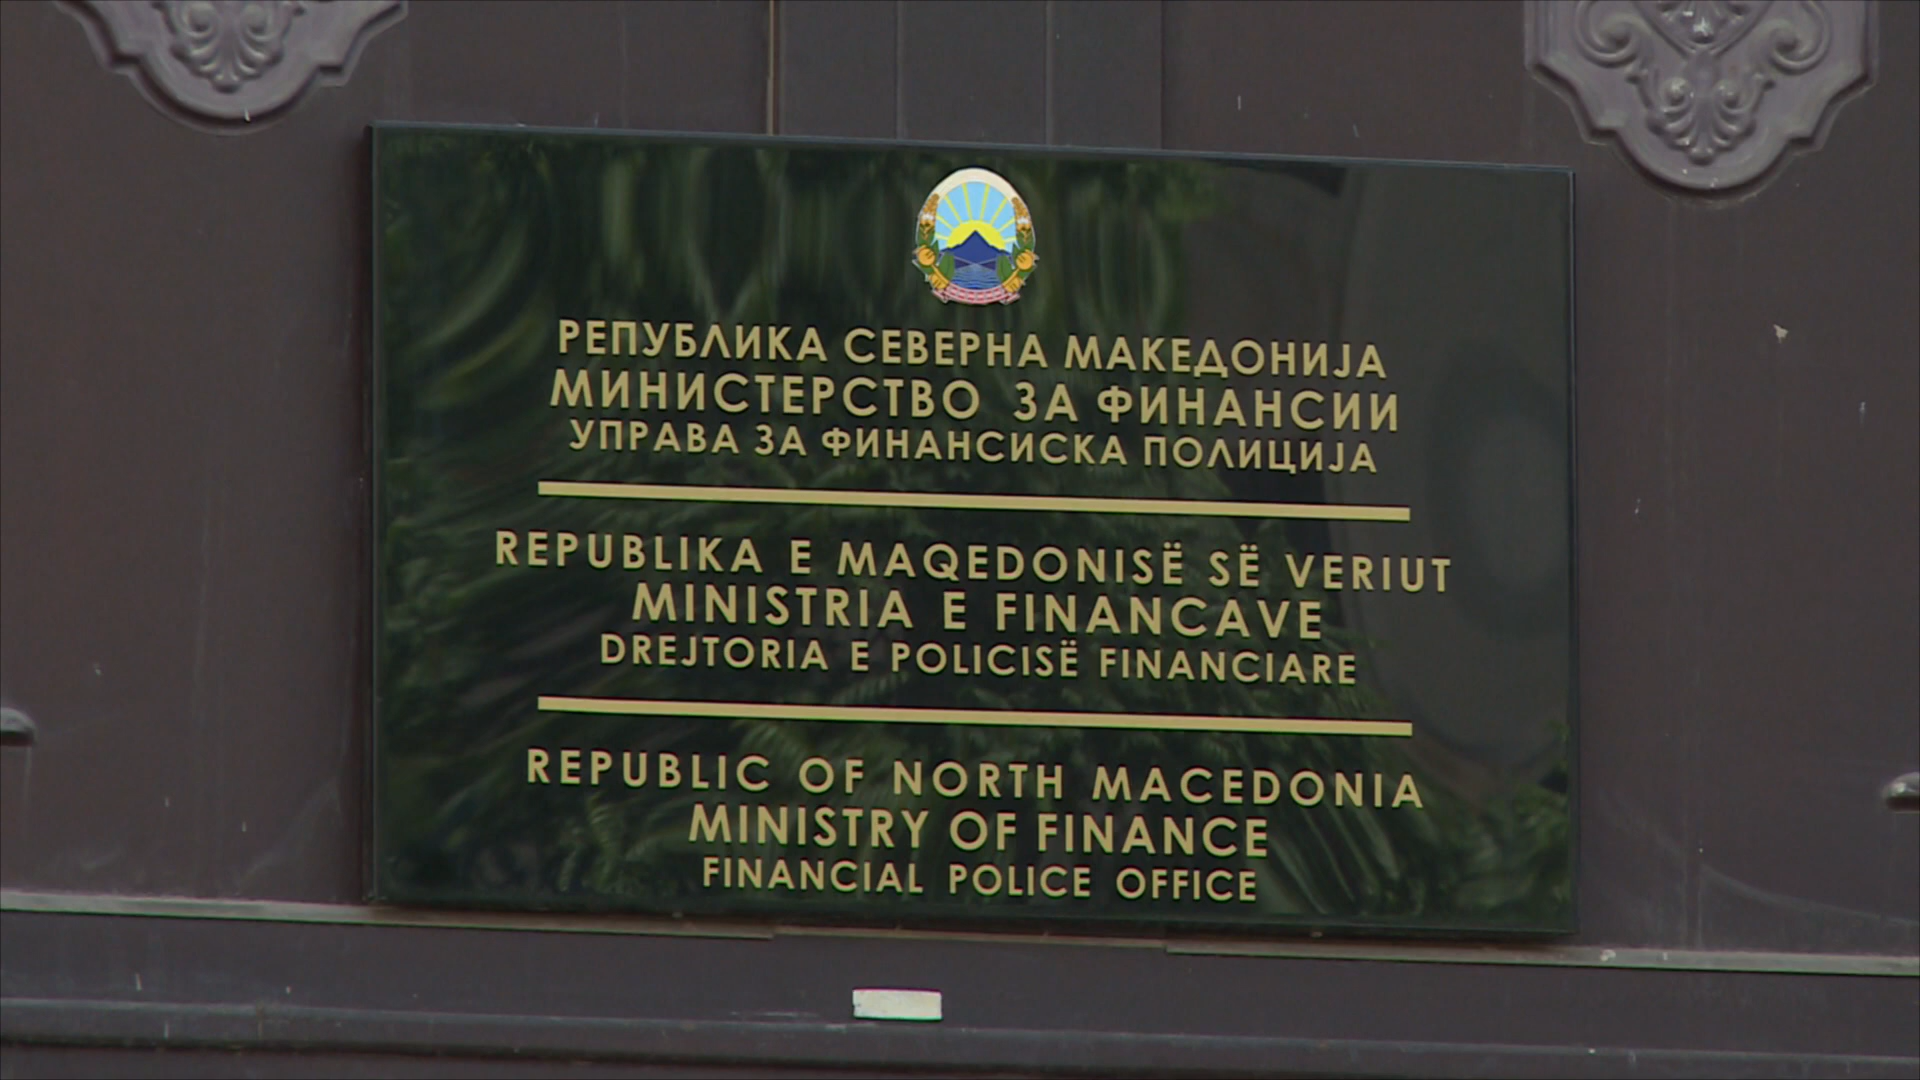 РЕПУБЛИКА СЕВЕРНА МАКЕДОНИЈА
МИНИСТЕРСТВО ЗА ФИНАНСИИ
УПРАВА ЗА ФИНАНСИСКА ПОЛИЦИЈА
REPUBLIKA E MAQEDONISË SË VERIUT
MINISTRIA E FINANCAVE
DREJTORIA E POLICISË FINANCIARE
REPUBLIC OF NORTH MACEDONIA
MINISTRY OF FINANCE
FINANCIAL POLICE OFFICE